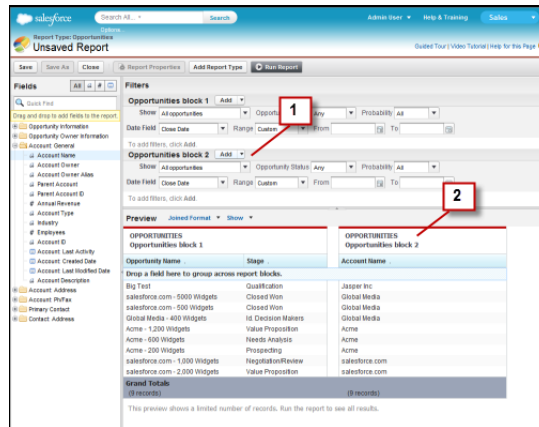 salesforce
Search All...
Search
Options...
Admin User
Help & Training
Sales
Report Type: Opportunities
Unsaved Report
Guided Tour | Video Tutorial | Help for this Page
Save
Save As
Close
Report Properties
Add Report Type
Run Report
Fields
All
#
Quick Find
Drag and drop to add fields to the report.
Opportunity Information
Opportunity Owner Information
Account: General
Account Name
Account Owner
Account Owner Alias
Parent Account
Parent Account ID
# Annual Revenue
Account Type
Industry
# Employees
Account ID
Account: Last Activity
Account: Created Date
Account: Last Modified Date
Account Description
Account: Address
Account: Ph/Fax
Primary Contact
Contact: Address
Filters
Opportunities block 1 Add
Show All opportunities Opportunity Any Probability All
Date Field Close Date Range Custom From To
To add filters, click Add.
1
Opportunities block 2 Add
Show All opportunities Opportunity Status Any Probability All
Date Field Close Date Range Custom From To
To add filters, click Add.
2
Preview Joined Format Show
OPPORTUNITIES OPPORTUNITIES
Opportunities block 1 Opportunities block 2
Opportunity Name Stage Account Name
Drop a field here to group across report blocks.
Big Test Qualification Jasper Inc
salesforce.com - 5000 Widgets Closed Won Global Media
salesforce.com - 500 Widgets Closed Won Global Media
Global Media - 400 Widgets Id. Decision Makers Global Media
Acme - 1,200 Widgets Value Proposition Acme
Acme - 600 Widgets Needs Analysis Acme
Acme - 200 Widgets Prospecting Acme
salesforce.com - 1,000 Widgets Negotiation/Review salesforce.com
salesforce.com - 2,000 Widgets Value Proposition salesforce.com
Grand Totals
(9 records) (9 records)
This preview shows a limited number of records. Run the report to see all results.